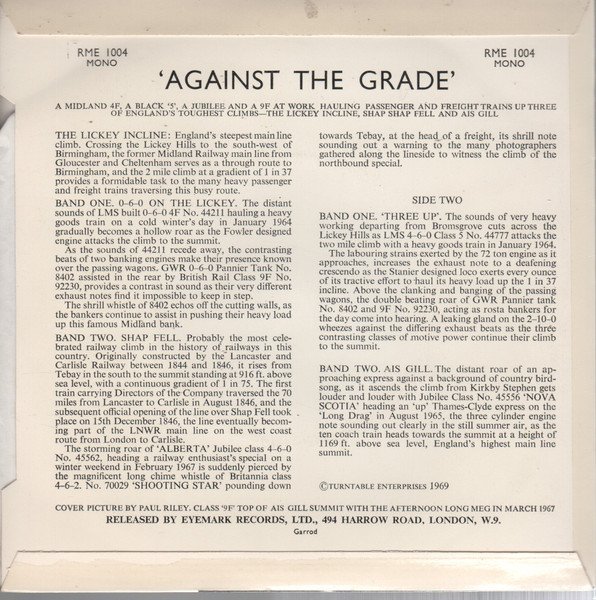 RME 1004
MONO
RME 1004
MONO
'AGAINST THE GRADE'
A MIDLAND 4F, A BLACK '5', A JUBILEE AND A 9F AT WORK HAULING PASSENGER AND FREIGHT TRAINS UP THREE
OF ENGLAND'S TOUGHEST CLIMBS—THE LICKEY INCLINE, SHAP SHAP FELL AND AIS GILL
THE LICKEY INCLINE: England's steepest main line
climb. Crossing the Lickey Hills to the south-west of
Birmingham, the former Midland Railway main line from
Gloucester and Cheltenham serves as a through route to
Birmingham, and the 2 mile climb at a gradient of 1 in 37
provides a formidable task to the many heavy passenger
and freight trains traversing this busy route.
BAND ONE. 0–6–0 ON THE LICKEY. The distant
sounds of LMS built 0–6–0 4F No. 44211 hauling a heavy
goods train on a cold winter's day in January 1964
gradually becomes a hollow roar as the Fowler designed
engine attacks the climb to the summit.
As the sounds of 44211 recede away, the contrasting
beats of two banking engines make their presence known
over the passing wagons. GWR 0–6–0 Pannier Tank No.
8402 assisted in the rear by British Rail Class 9F No.
92230, provides a contrast in sound as their very different
exhaust notes find it impossible to keep in step.
The shrill whistle of 8402 echos off the cutting walls, as
the bankers continue to assist in pushing their heavy load
up this famous Midland bank.
BAND TWO. SHAP FELL. Probably the most cele-
brated railway climb in the history of railways in this
country. Originally constructed by the Lancaster and
Carlisle Railway between 1844 and 1846, it rises from
Tebay in the south to the summit standing at 916 ft. above
sea level, with a continuous gradient of 1 in 75. The first
train carrying Directors of the Company traversed the 70
miles from Lancaster to Carlisle in August 1846, and the
subsequent official opening of the line over Shap Fell took
place on 15th December 1846, the line eventually becom-
ing part of the LNWR main line on the west coast
route from London to Carlisle.
The storming roar of 'ALBERTA' Jubilee class 4–6–0
No. 45562, heading a railway enthusiast's special on a
winter weekend in February 1967 is suddenly pierced by
the magnificent long chime whistle of Britannia class
4–6–2. No. 70029 'SHOOTING STAR' pounding down
towards Tebay, at the head of a freight, its shrill note
sounding out a warning to the many photographers
gathered along the lineside to witness the climb of the
northbound special.
SIDE TWO
BAND ONE. 'THREE UP'. The sounds of very heavy
working departing from Bromsgrove cuts across the
Lickey Hills as LMS 4–6–0 Class 5 No. 44777 attacks the
two mile climb with a heavy goods train in January 1964.
The labouring strains exerted by the 72 ton engine as it
approaches, increases the exhaust note to a deafening
crescendo as the Stanier designed loco exerts every ounce
of its tractive effort to haul its heavy load up the 1 in 37
incline. Above the clanking and banging of the passing
wagons, the double beating roar of GWR Pannier tank
No. 8402 and 9F No. 92230, acting as rosta bankers for
the day come into hearing. A leaking gland on the 2–10–0
wheezes against the differing exhaust beats as the three
contrasting classes of motive power continue their climb
to the summit.
BAND TWO. AIS GILL. The distant roar of an ap-
proaching express against a background of country bird-
song, as it ascends the climb from Kirkby Stephen gets
louder and louder with Jubilee Class No. 45556 'NOVA
SCOTIA' heading an 'up' Thames-Clyde express on the
'Long Drag' in August 1965, the three cylinder engine
note sounding out clearly in the still summer air, as the
ten coach train heads towards the summit at a height of
1169 ft. above sea level, England's highest main line
summit.
©TURNTABLE ENTERPRISES 1969
COVER PICTURE BY PAUL RILEY. CLASS '9F' TOP OF AIS GILL SUMMIT WITH THE AFTERNOON LONG MEG IN MARCH 1967
RELEASED BY EYEMARK RECORDS, LTD., 494 HARROW ROAD, LONDON, W.9.
Garrod